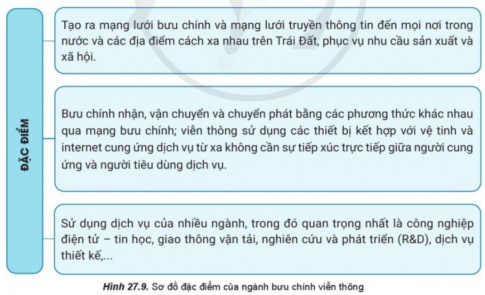 ĐẶC ĐIỂM
Tạo ra mạng lưới bưu chính và mạng lưới truyền thông tin đến mọi nơi trong
nước và các địa điểm cách xa nhau trên Trái Đất, phục vụ nhu cầu sản xuất và
xã hội.
Bưu chính nhận, vận chuyển và chuyển phát bằng các phương thức khác nhau
qua mạng bưu chính; viễn thông sử dụng các thiết bị kết hợp với vệ tinh và
internet cung ứng dịch vụ từ xa không cần sự tiếp xúc trực tiếp giữa người cung
ứng và người tiêu dùng dịch vụ.
Sử dụng dịch vụ của nhiều ngành, trong đó quan trọng nhất là công nghiệp
điện tử – tin học, giao thông vận tải, nghiên cứu và phát triển (R&D), dịch vụ
thiết kế,...
Hình 27.9. Sơ đồ đặc điểm của ngành bưu chính viễn thông